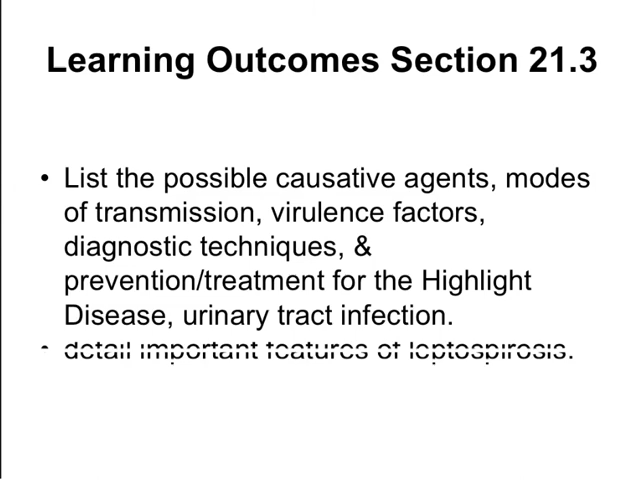 Learning Outcomes Section 21.3
• List the possible causative agents, modes
of transmission, virulence factors,
diagnostic techniques, &
prevention/treatment for the Highlight
Disease, urinary tract infection.
• detail important features of leptospirosis.